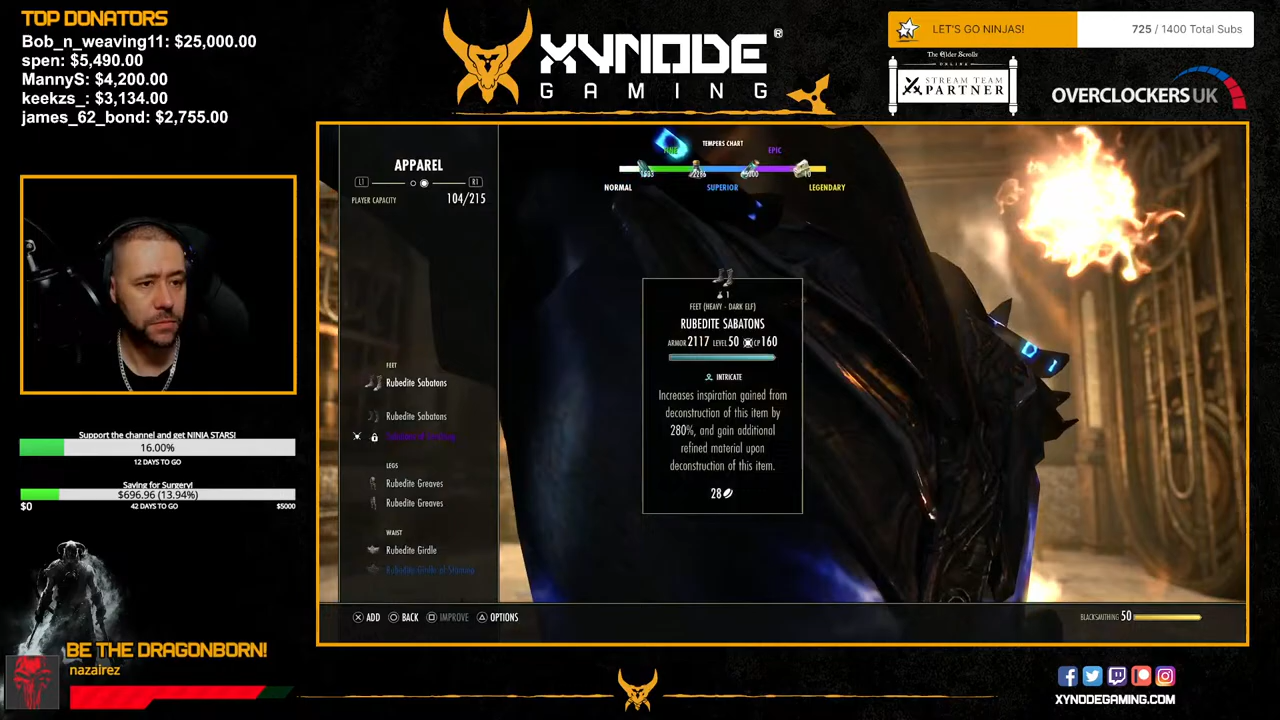 TOP DONATORS
Bob_n_weaving11: $25,000.00
spen: $5,490.00
MannyS: $4,200.00
keekzs_: $3,134.00
james_62_bond: $2,755.00
XYNODE®
GAMING
LET'S GO NINJAS!
725 / 1400 Total Subs
The Elder Scrolls
ONLINE
STREAM TEAM
PARTNER
OVERCLOCKERS UK
APPAREL
L1
R1
PLAYER CAPACITY
104/215
TEMPERS CHART
FINE
EPIC
NORMAL
SUPERIOR
LEGENDARY
FEET
Rubedite Sabatons
Rubedite Sabatons
LEGS
Rubedite Greaves
Rubedite Greaves
WAIST
Rubedite Girdle
1
FEET (HEAVY - DARK ELF)
RUBEDITE SABATONS
ARMOR 2117 LEVEL 50 CP 160
INTRICATE
Increases inspiration gained from
deconstruction of this item by
280%, and gain additional
refined material upon
deconstruction of this item.
28
ADD
BACK
IMPROVE
OPTIONS
BLACKSMITHING 50
Support the channel and get NINJA STARS!
16.00%
12 DAYS TO GO
Saving for Surgery!
$696.96 (13.94%)
$0
42 DAYS TO GO
$5000
BE THE DRAGONBORN!
nazairez
XYNODEGAMING.COM